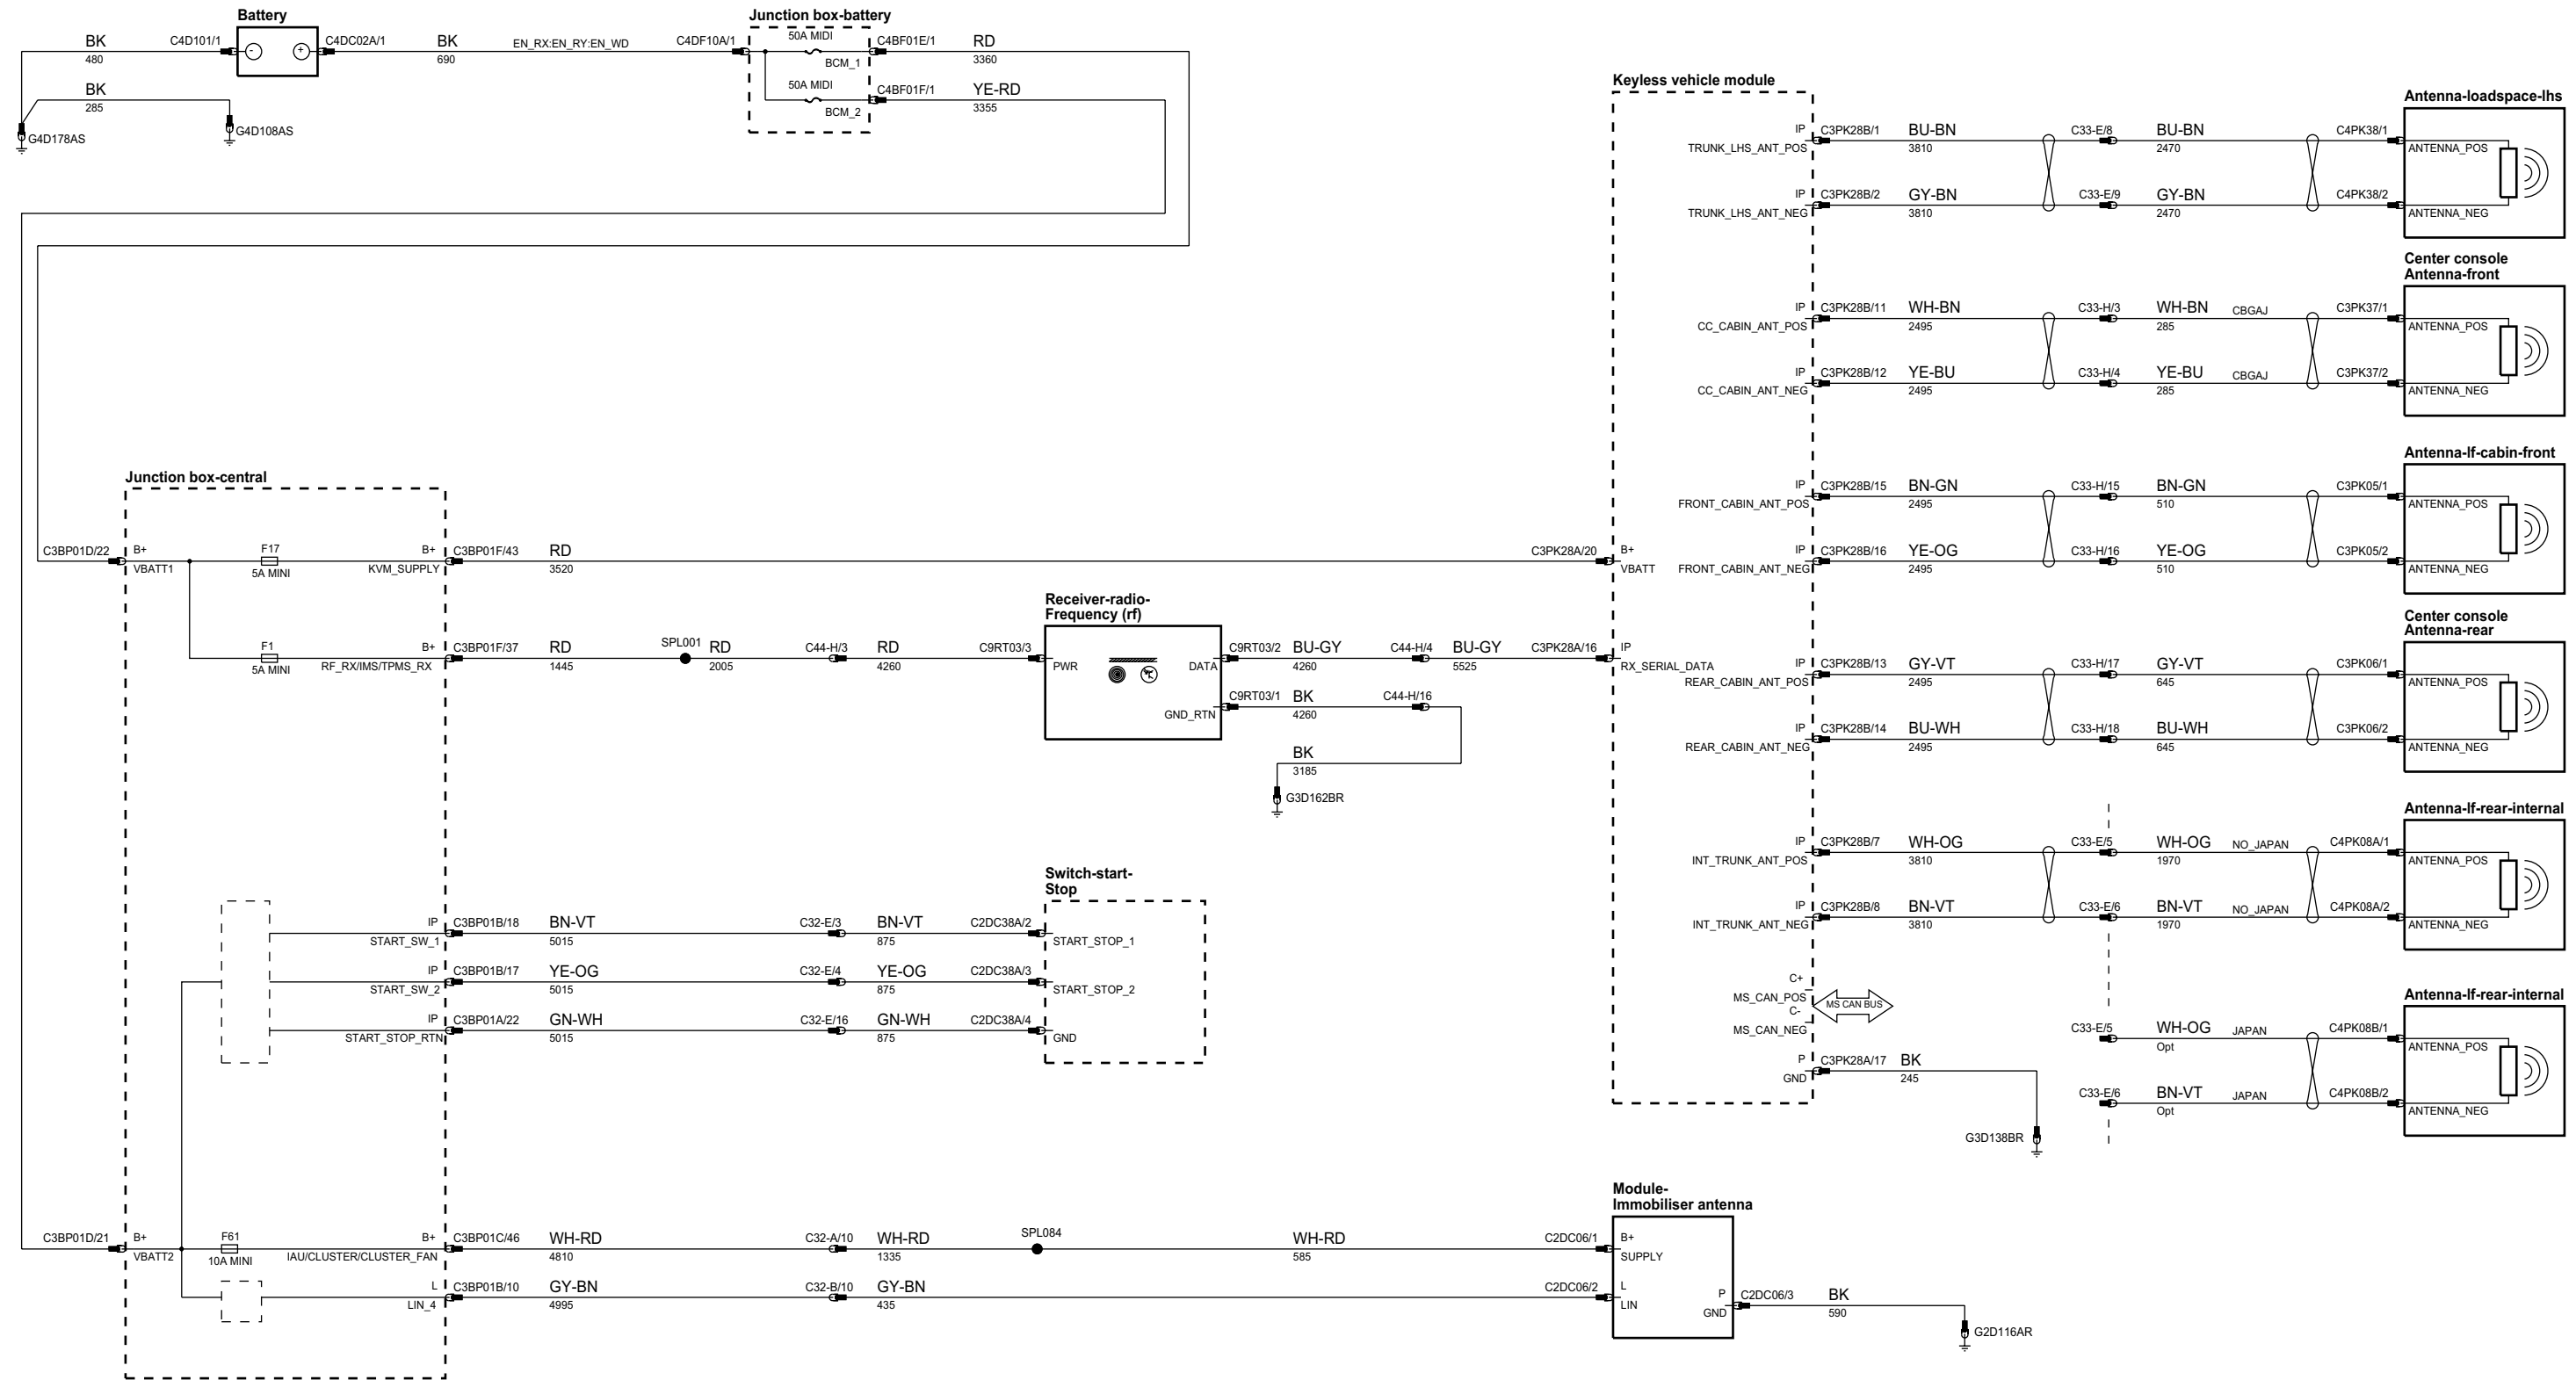 Battery
BK
480
C4D101/1
-
+
C4DC02A/1
BK
690
EN_RX:EN_RY:EN_WD
C4DF10A/1
BK
285
G4D178AS
G4D108AS
Junction box-battery
50A MIDI
BCM_1
C4BF01E/1
RD
3360
50A MIDI
BCM_2
C4BF01F/1
YE-RD
3355
Junction box-central
C3BP01D/22
B+
VBATT1
F17
5A MINI
B+
KVM_SUPPLY
C3BP01F/43
RD
3520
C3PK28A/20
F1
5A MINI
B+
RF_RX/IMS/TPMS_RX
C3BP01F/37
RD
1445
SPL001
RD
2005
C44-H/3
RD
4260
C9RT03/3
Receiver-radio-
Frequency (rf)
PWR
DATA
GND_RTN
C9RT03/2
BU-GY
4260
C44-H/4
BU-GY
5525
C3PK28A/16
C9RT03/1
BK
4260
C44-H/16
BK
3185
G3D162BR
IP
START_SW_1
C3BP01B/18
BN-VT
5015
C32-E/3
BN-VT
875
C2DC38A/2
IP
START_SW_2
C3BP01B/17
YE-OG
5015
C32-E/4
YE-OG
875
C2DC38A/3
IP
START_STOP_RTN
C3BP01A/22
GN-WH
5015
C32-E/16
GN-WH
875
C2DC38A/4
Switch-start-
Stop
START_STOP_1
START_STOP_2
GND
C3BP01D/21
B+
VBATT2
F61
10A MINI
B+
IAU/CLUSTER/CLUSTER_FAN
C3BP01C/46
WH-RD
4810
C32-A/10
WH-RD
1335
SPL084
WH-RD
585
C2DC06/1
L
LIN_4
C3BP01B/10
GY-BN
4995
C32-B/10
GY-BN
435
C2DC06/2
Module-
Immobiliser antenna
B+
SUPPLY
L
LIN
P
GND
C2DC06/3
BK
590
G2D116AR
Keyless vehicle module
B+
VBATT
IP
RX_SERIAL_DATA
IP
TRUNK_LHS_ANT_POS
C3PK28B/1
BU-BN
3810
C33-E/8
BU-BN
2470
C4PK38/1
IP
TRUNK_LHS_ANT_NEG
C3PK28B/2
GY-BN
3810
C33-E/9
GY-BN
2470
C4PK38/2
Antenna-loadspace-lhs
ANTENNA_POS
ANTENNA_NEG
IP
CC_CABIN_ANT_POS
C3PK28B/11
WH-BN
2495
C33-H/3
WH-BN
285
CBGAJ
C3PK37/1
IP
CC_CABIN_ANT_NEG
C3PK28B/12
YE-BU
2495
C33-H/4
YE-BU
285
CBGAJ
C3PK37/2
Center console
Antenna-front
ANTENNA_POS
ANTENNA_NEG
IP
FRONT_CABIN_ANT_POS
C3PK28B/15
BN-GN
2495
C33-H/15
BN-GN
510
C3PK05/1
IP
FRONT_CABIN_ANT_NEG
C3PK28B/16
YE-OG
2495
C33-H/16
YE-OG
510
C3PK05/2
Antenna-lf-cabin-front
ANTENNA_POS
ANTENNA_NEG
IP
REAR_CABIN_ANT_POS
C3PK28B/13
GY-VT
2495
C33-H/17
GY-VT
645
C3PK06/1
IP
REAR_CABIN_ANT_NEG
C3PK28B/14
BU-WH
2495
C33-H/18
BU-WH
645
C3PK06/2
Center console
Antenna-rear
ANTENNA_POS
ANTENNA_NEG
IP
INT_TRUNK_ANT_POS
C3PK28B/7
WH-OG
3810
C33-E/5
WH-OG
1970
NO_JAPAN
C4PK08A/1
IP
INT_TRUNK_ANT_NEG
C3PK28B/8
BN-VT
3810
C33-E/6
BN-VT
1970
NO_JAPAN
C4PK08A/2
Antenna-lf-rear-internal
ANTENNA_POS
ANTENNA_NEG
C+
MS_CAN_POS
C-
MS_CAN_NEG
MS CAN BUS
P
GND
C3PK28A/17
BK
245
G3D138BR
C33-E/5
WH-OG
Opt
JAPAN
C4PK08B/1
C33-E/6
BN-VT
Opt
JAPAN
C4PK08B/2
Antenna-lf-rear-internal
ANTENNA_POS
ANTENNA_NEG